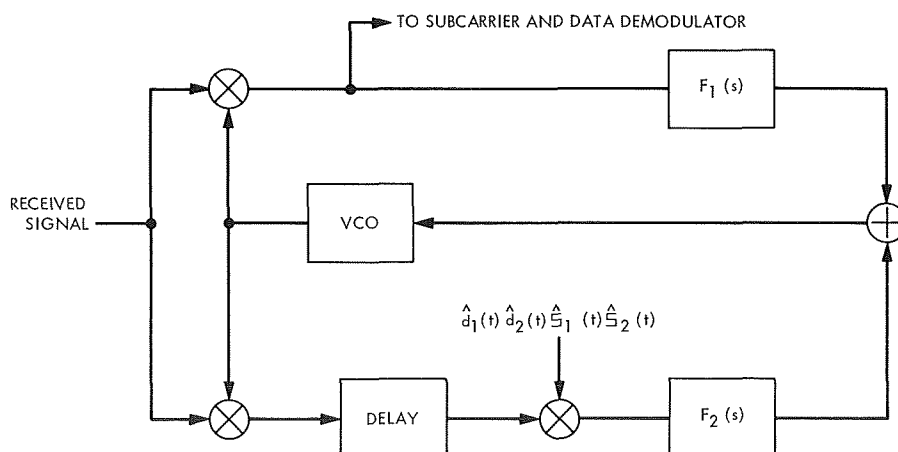 TO SUBCARRIER AND DATA DEMODULATOR
F₁ (s)
RECEIVED
SIGNAL
VCO
d̂₁(t) d̂₂(t) Ŝ₁ (t) Ŝ₂ (t)
DELAY
F₂ (s)